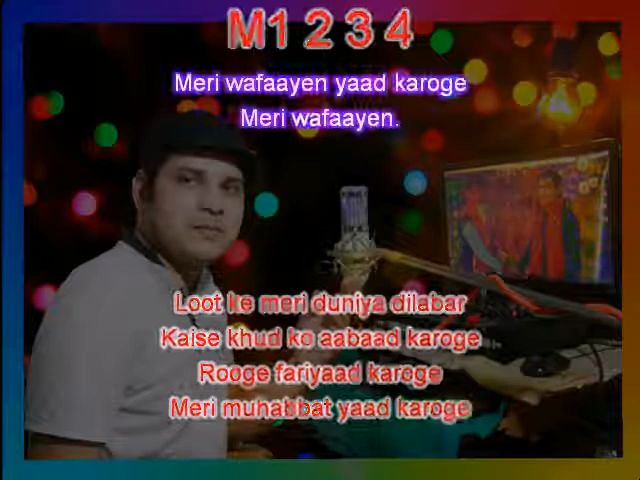 M1 2 3 4
Meri wafaayen yaad karoge
Meri wafaayen.
Loot ke meri duniya dilabar
Kaise khud ko aabaad karoge
Rooge fariyaad karoge
Meri muhabbat yaad karoge